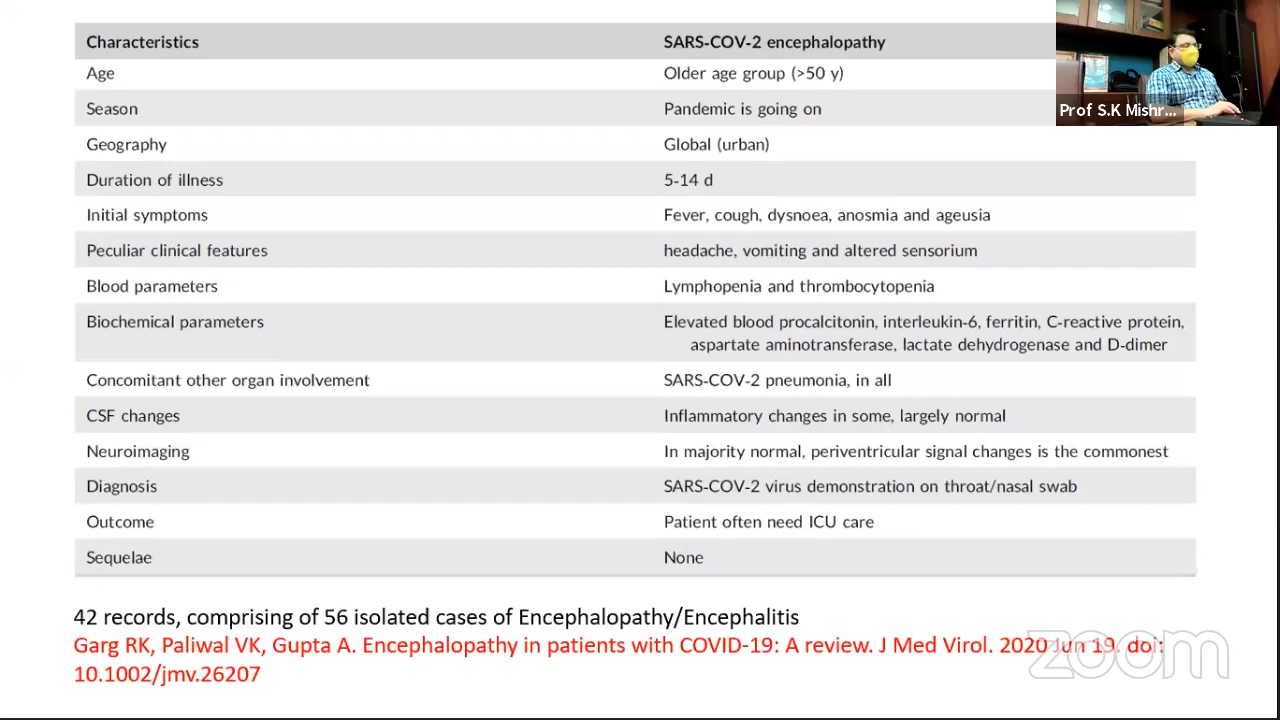 Characteristics SARS-COV-2 encephalopathy
Age Older age group (>50 y)
Season Pandemic is going on
Geography Global (urban)
Duration of illness 5-14 d
Initial symptoms Fever, cough, dysnoea, anosmia and ageusia
Peculiar clinical features headache, vomiting and altered sensorium
Blood parameters Lymphopenia and thrombocytopenia
Biochemical parameters Elevated blood procalcitonin, interleukin-6, ferritin, C-reactive protein,
aspartate aminotransferase, lactate dehydrogenase and D-dimer
Concomitant other organ involvement SARS-COV-2 pneumonia, in all
CSF changes Inflammatory changes in some, largely normal
Neuroimaging In majority normal, periventricular signal changes is the commonest
Diagnosis SARS-COV-2 virus demonstration on throat/nasal swab
Outcome Patient often need ICU care
Sequelae None
42 records, comprising of 56 isolated cases of Encephalopathy/Encephalitis
Garg RK, Paliwal VK, Gupta A. Encephalopathy in patients with COVID-19: A review. J Med Virol. 2020 Jun 19. doi:
10.1002/jmv.26207
Prof S.K Mishr...
zoom